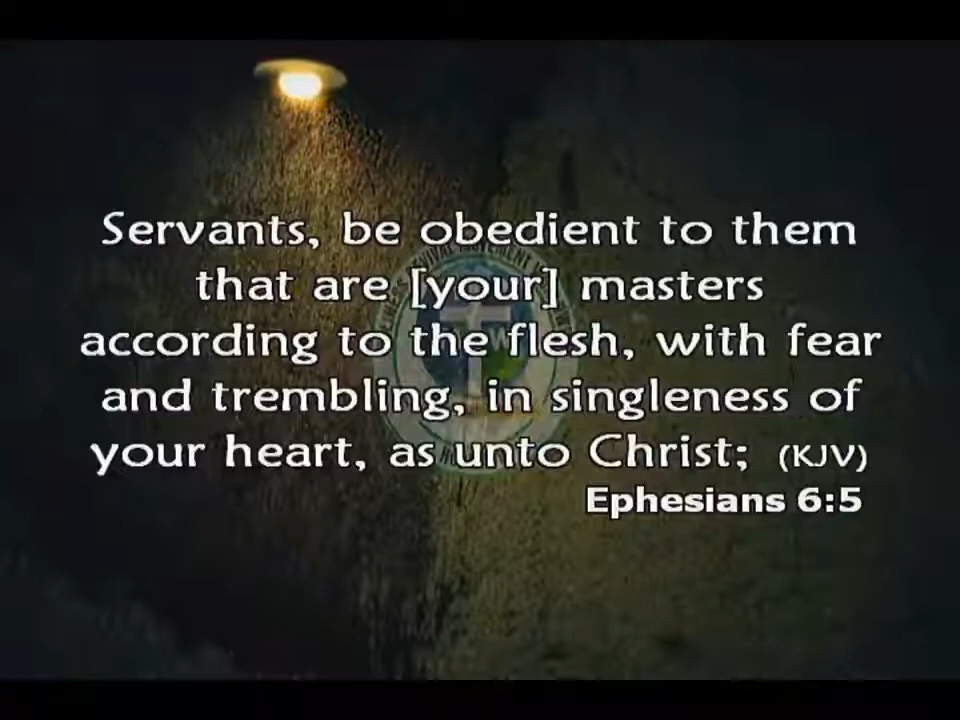 Servants, be obedient to them
that are [your] masters
according to the flesh, with fear
and trembling, in singleness of
your heart, as unto Christ; (KJV)
Ephesians 6:5